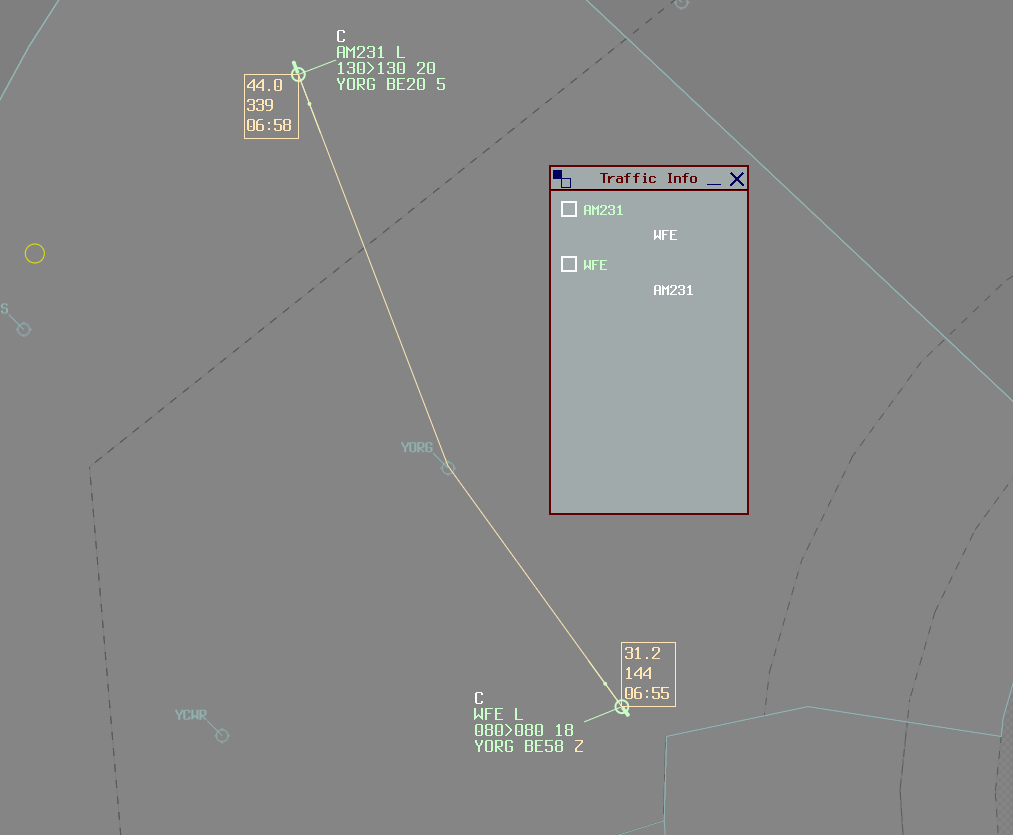 C
AM231 L
130>130 20
YORG BE20 5
44.0
339
06:58
Traffic Info
AM231
WFE
WFE
AM231
S
YORG
31.2
144
06:55
C
WFE L
080>080 18
YORG BE58 Z
YCWR